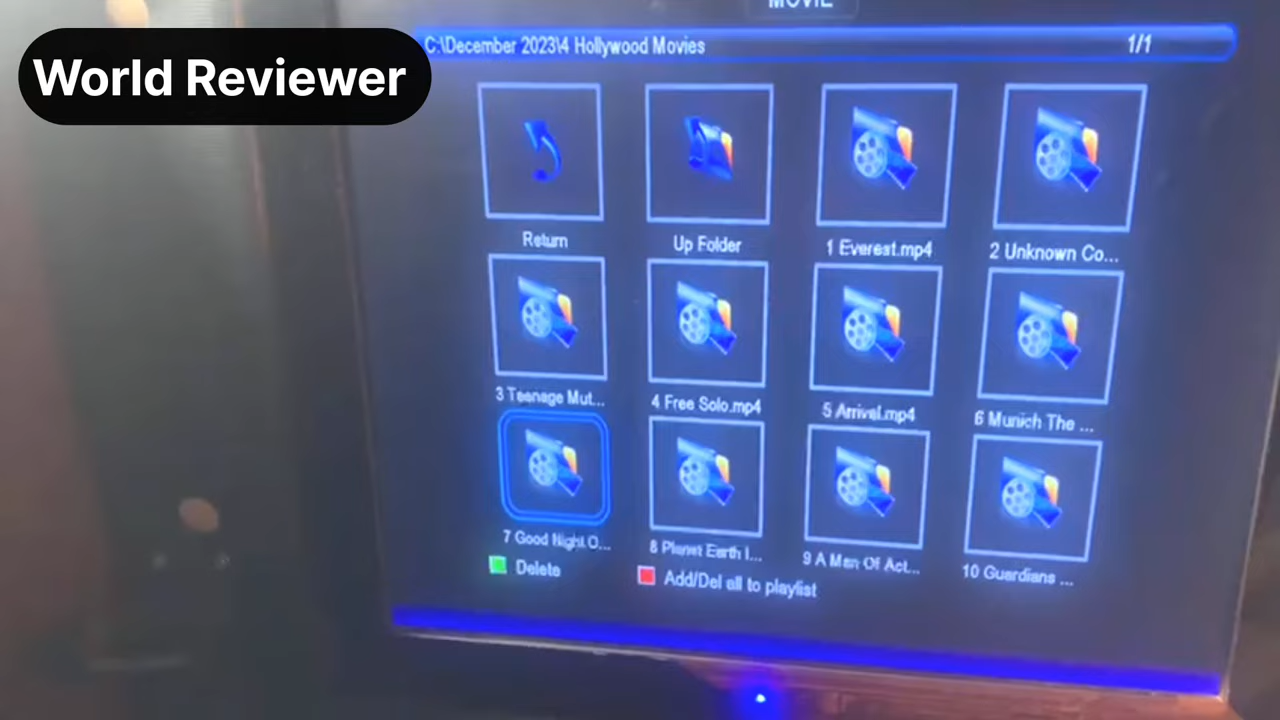 MOVIE
World Reviewer
C:\December 2023\4 Hollywood Movies 1/1
Return Up Folder 1 Everest.mp4 2 Unknown Co...
3 Teenage Mut... 4 Free Solo.mp4 5 Arrival.mp4 6 Munich The ...
7 Good Night O... 8 Planet Earth I... 9 A Man Of Act... 10 Guardians ...
Delete Add/Del all to playlist